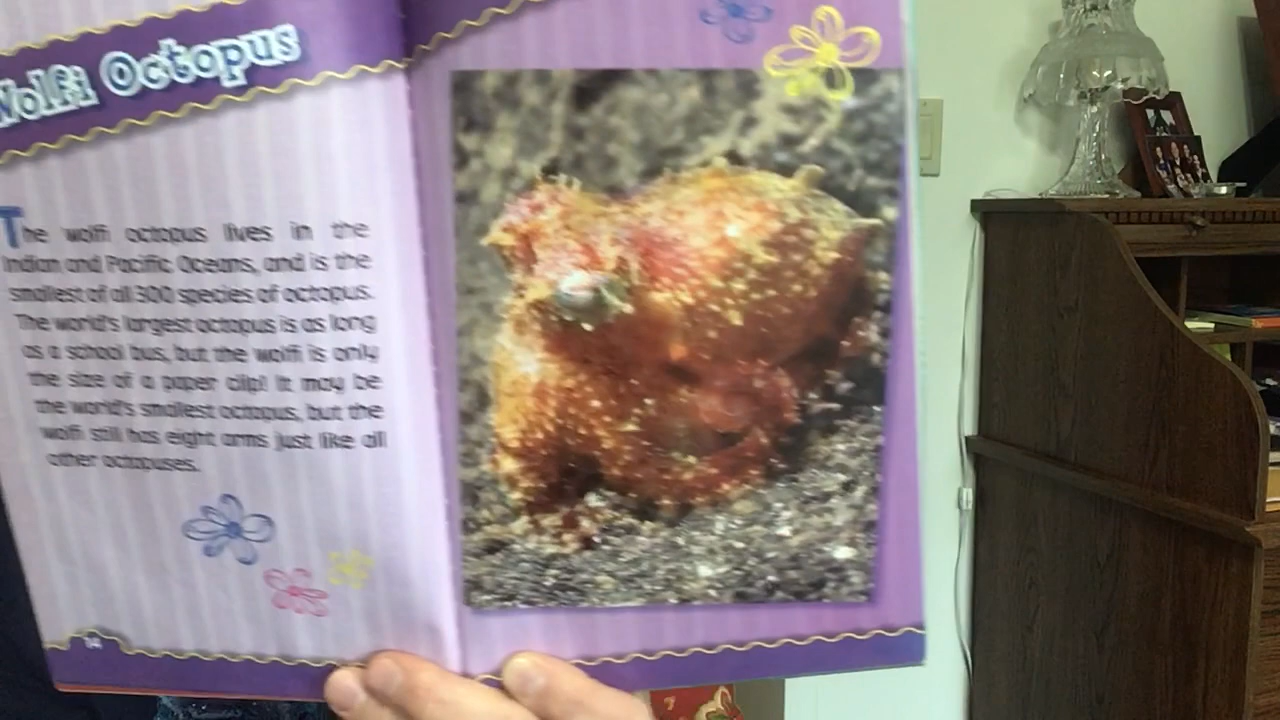 Wolfi Octopus
The wolfi octopus lives in the
Indian and Pacific Oceans, and is the
smallest of all 300 species of octopus.
The world's largest octopus is as long
as a school bus, but the wolfi is only
the size of a paper clip! It may be
the world's smallest octopus, but the
wolfi still has eight arms just like all
other octopuses.
14